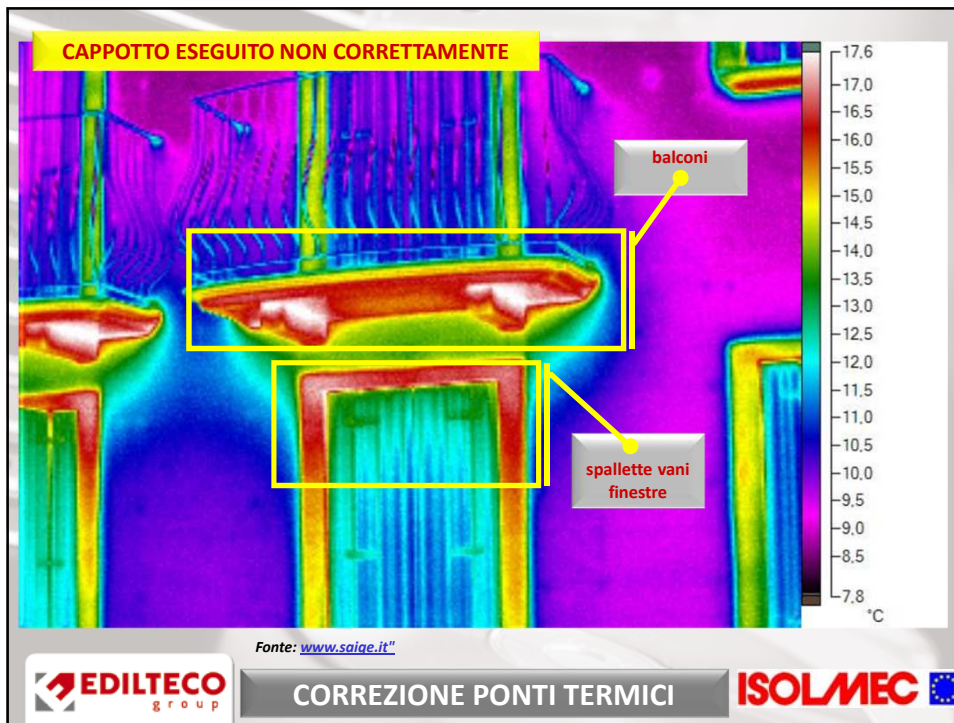 CAPPOTTO ESEGUITO NON CORRETTAMENTE
balconi
spallette vani
finestre
17,6
17,0
16,5
16,0
15,5
15,0
14,5
14,0
13,5
13,0
12,5
12,0
11,5
11,0
10,5
10,0
9,5
9,0
8,5
7,8
°C
Fonte: www.saige.it"
EDILTECO
group
CORREZIONE PONTI TERMICI
ISOLMEC